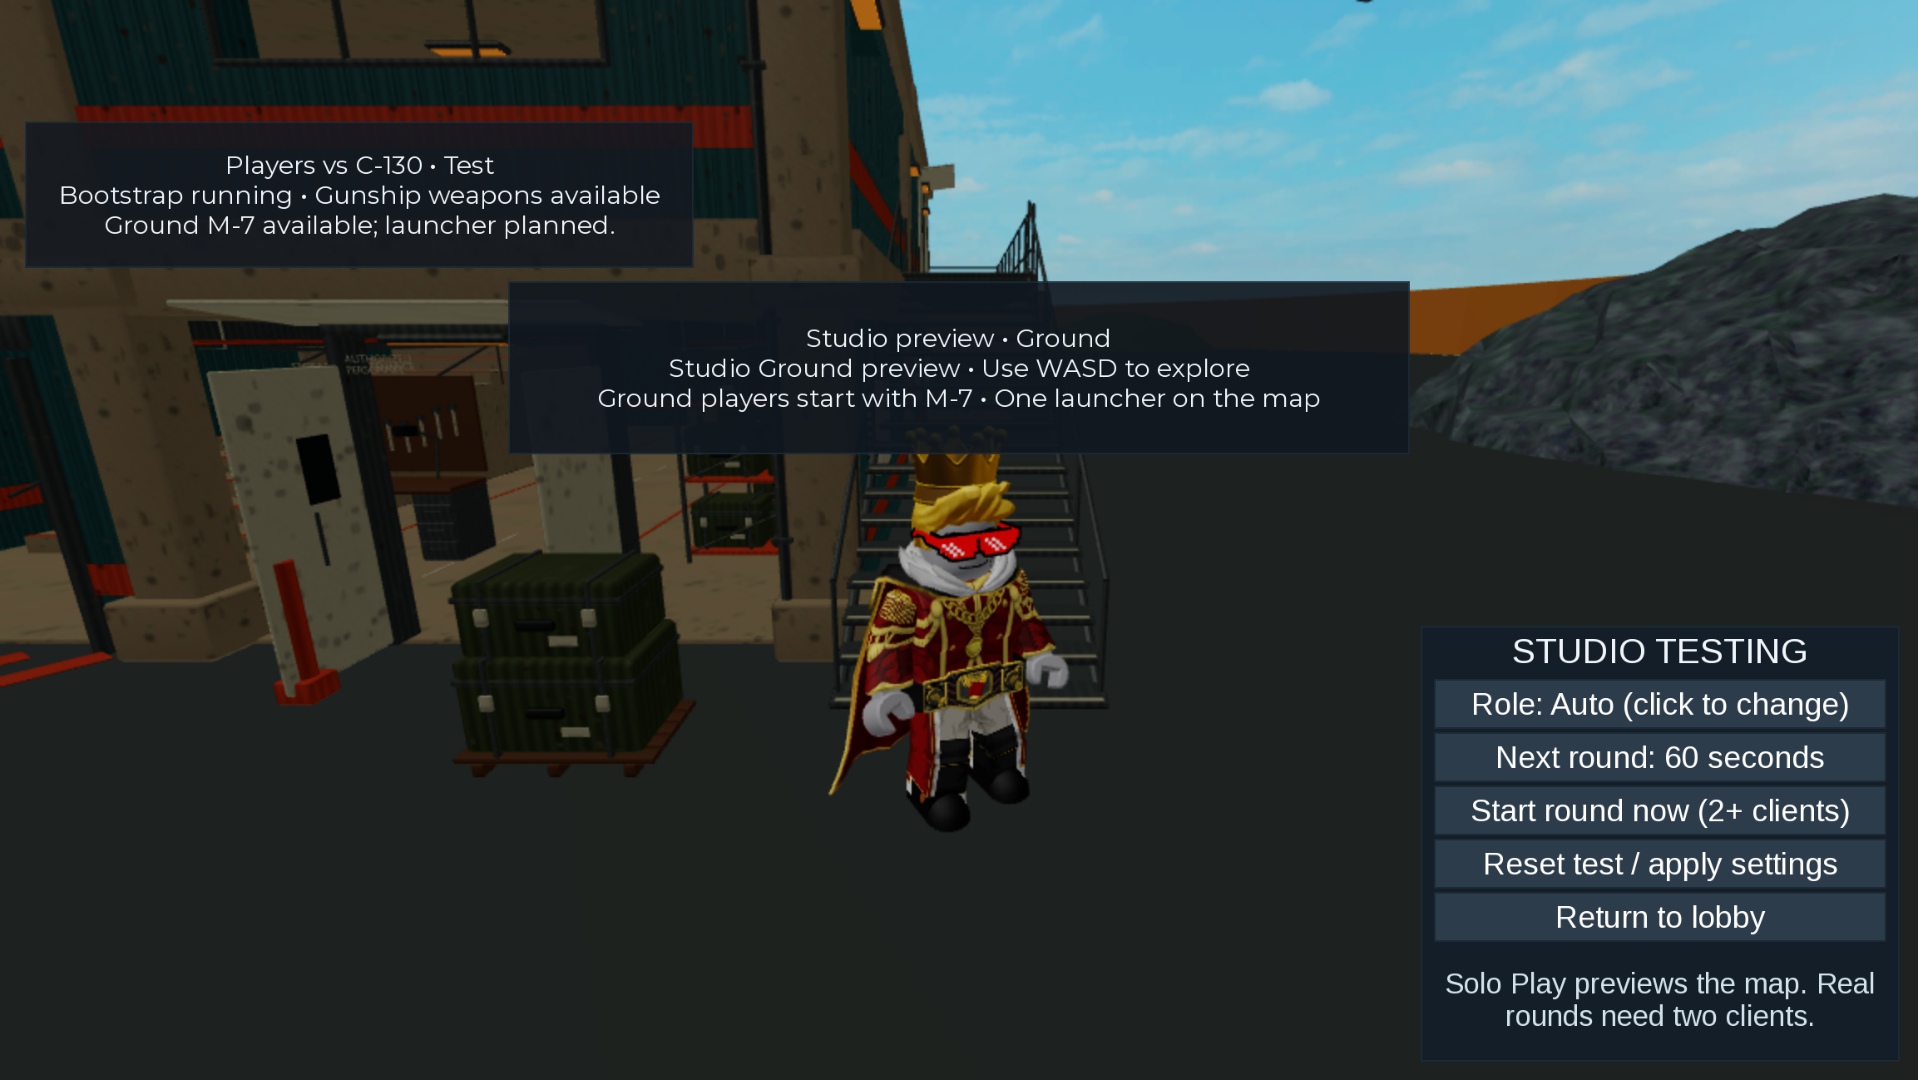 Players vs C-130 • Test
Bootstrap running • Gunship weapons available
Ground M-7 available; launcher planned.
Studio preview • Ground
Studio Ground preview • Use WASD to explore
Ground players start with M-7 • One launcher on the map
AUTHORIZED
PERSONNEL
STUDIO TESTING
Role: Auto (click to change)
Next round: 60 seconds
Start round now (2+ clients)
Reset test / apply settings
Return to lobby
Solo Play previews the map. Real
rounds need two clients.